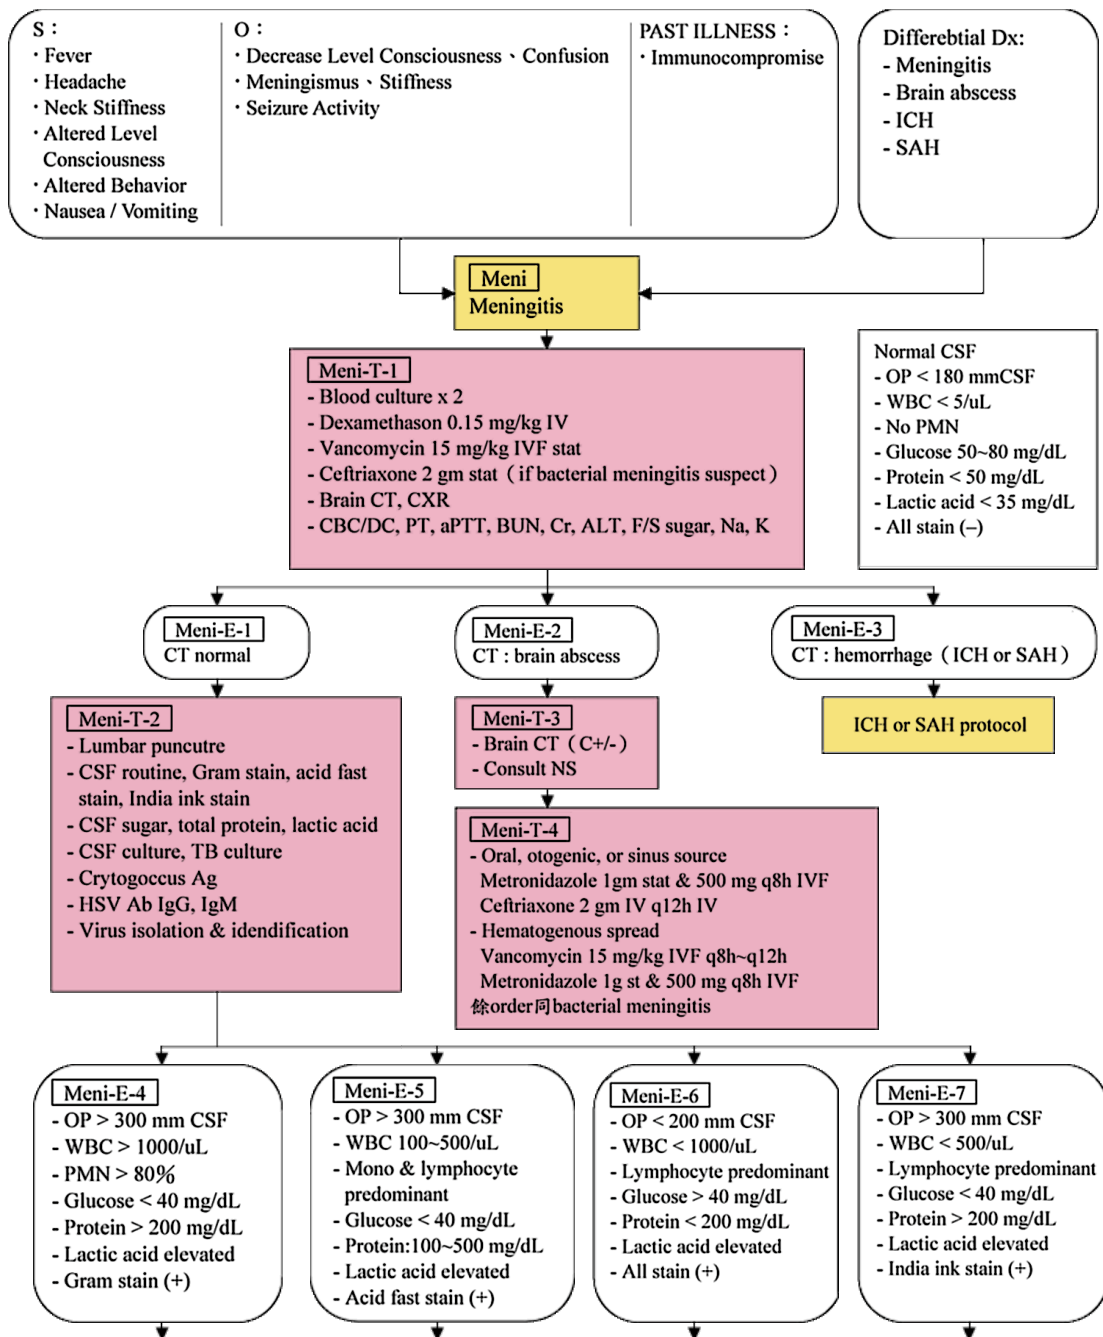 S：
· Fever
· Headache
· Neck Stiffness
· Altered Level
Consciousness
· Altered Behavior
· Nausea / Vomiting
O：
· Decrease Level Consciousness、Confusion
· Meningismus、Stiffness
· Seizure Activity
PAST ILLNESS：
· Immunocompromise
Differebtial Dx:
- Meningitis
- Brain abscess
- ICH
- SAH
Meni
Meningitis
Meni-T-1
- Blood culture x 2
- Dexamethason 0.15 mg/kg IV
- Vancomycin 15 mg/kg IVF stat
- Ceftriaxone 2 gm stat（if bacterial meningitis suspect）
- Brain CT, CXR
- CBC/DC, PT, aPTT, BUN, Cr, ALT, F/S sugar, Na, K
Normal CSF
- OP < 180 mmCSF
- WBC < 5/uL
- No PMN
- Glucose 50~80 mg/dL
- Protein < 50 mg/dL
- Lactic acid < 35 mg/dL
- All stain (–)
Meni-E-1
CT normal
Meni-E-2
CT : brain abscess
Meni-E-3
CT : hemorrhage（ICH or SAH）
Meni-T-2
- Lumbar puncutre
- CSF routine, Gram stain, acid fast
stain, India ink stain
- CSF sugar, total protein, lactic acid
- CSF culture, TB culture
- Crytogoccus Ag
- HSV Ab IgG, IgM
- Virus isolation & idendification
Meni-T-3
- Brain CT（C+/-）
- Consult NS
ICH or SAH protocol
Meni-T-4
- Oral, otogenic, or sinus source
Metronidazole 1gm stat & 500 mg q8h IVF
Ceftriaxone 2 gm IV q12h IV
- Hematogenous spread
Vancomycin 15 mg/kg IVF q8h~q12h
Metronidazole 1g st & 500 mg q8h IVF
餘order同bacterial meningitis
Meni-E-4
- OP > 300 mm CSF
- WBC > 1000/uL
- PMN > 80%
- Glucose < 40 mg/dL
- Protein > 200 mg/dL
- Lactic acid elevated
- Gram stain (+)
Meni-E-5
- OP > 300 mm CSF
- WBC 100~500/uL
- Mono & lymphocyte
predominant
- Glucose < 40 mg/dL
- Protein:100~500 mg/dL
- Lactic acid elevated
- Acid fast stain (+)
Meni-E-6
- OP < 200 mm CSF
- WBC < 1000/uL
- Lymphocyte predominant
- Glucose > 40 mg/dL
- Protein < 200 mg/dL
- Lactic acid elevated
- All stain (+)
Meni-E-7
- OP > 300 mm CSF
- WBC < 500/uL
- Lymphocyte predominant
- Glucose < 40 mg/dL
- Protein > 200 mg/dL
- Lactic acid elevated
- India ink stain (+)